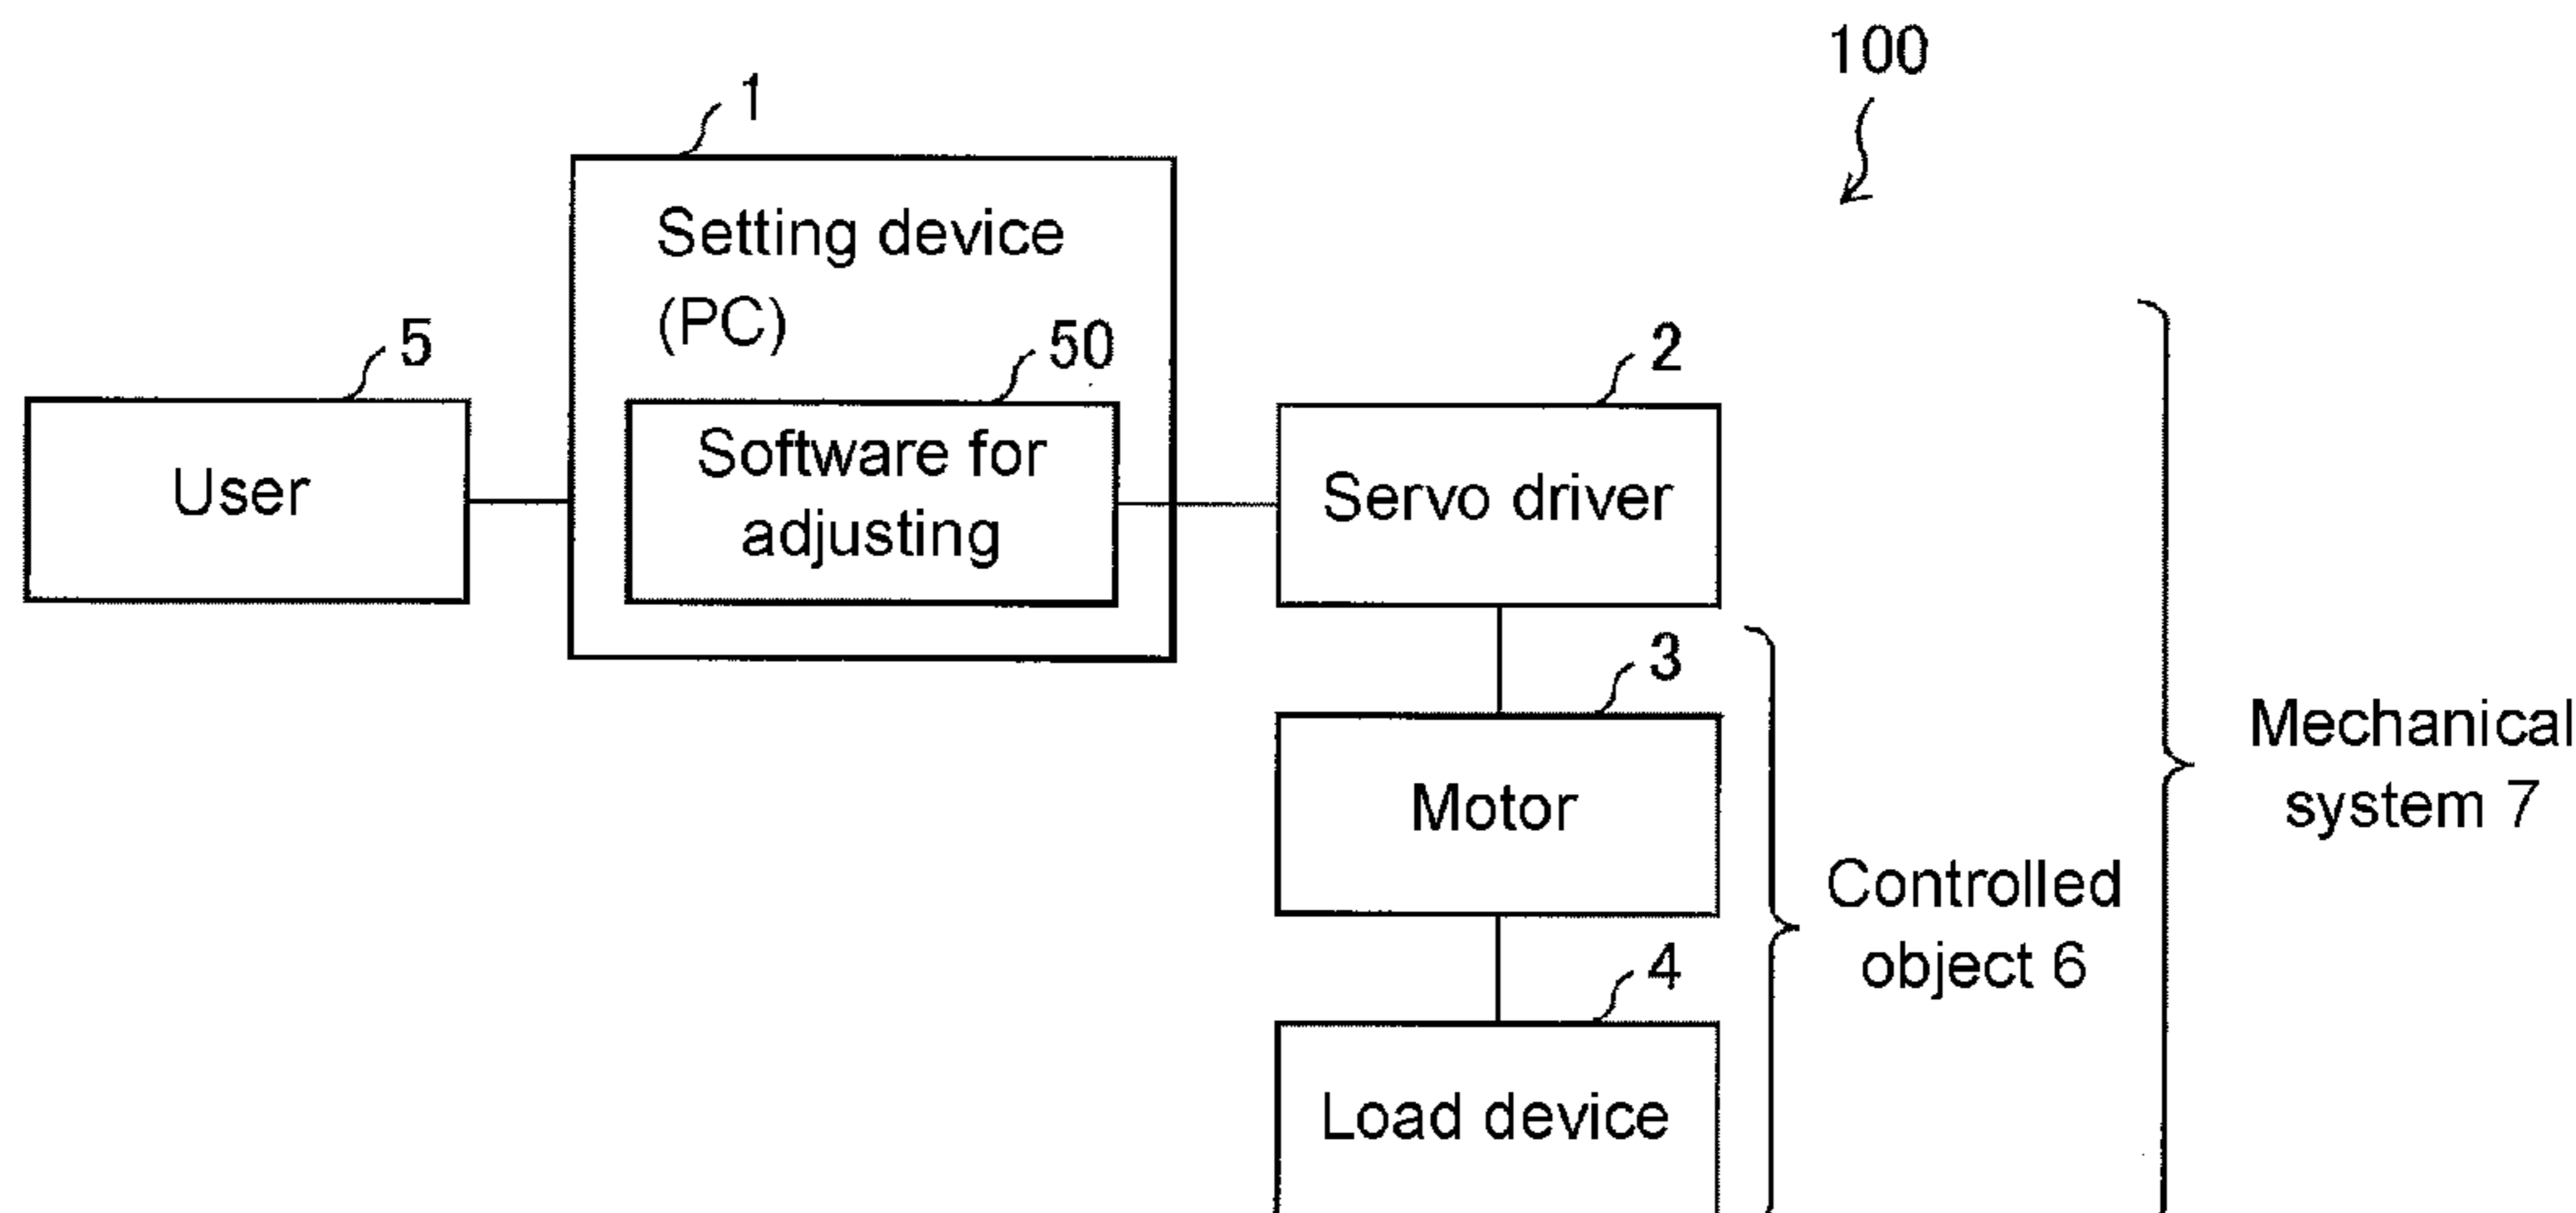 100
1
Setting device
(PC)
5
50
2
User
Software for
adjusting
Servo driver
3
Motor
Mechanical
system 7
Controlled
object 6
4
Load device